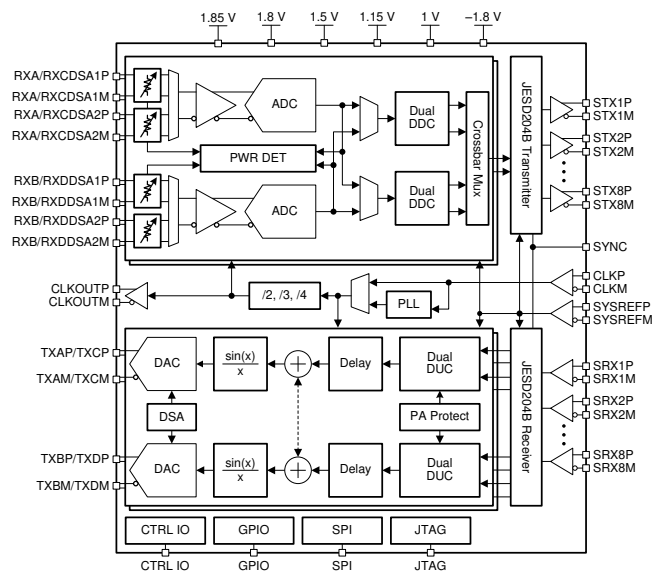 1.85 V 1.8 V 1.5 V 1.15 V 1 V –1.8 V
RXA/RXCDSA1P
RXA/RXCDSA1M
RXA/RXCDSA2P
RXA/RXCDSA2M
RXB/RXDDSA1P
RXB/RXDDSA1M
RXB/RXDDSA2P
RXB/RXDDSA2M
ADC
PWR DET
ADC
Dual
DDC
Dual
DDC
Crossbar Mux
JESD204B Transmitter
STX1P
STX1M
STX2P
STX2M
STX8P
STX8M
SYNC
CLKOUTP
CLKOUTM
/2, /3, /4
PLL
CLKP
CLKM
SYSREFP
SYSREFM
TXAP/TXCP
TXAM/TXCM
TXBP/TXDP
TXBM/TXDM
DAC
sin(x)
x
+
Delay
Dual
DUC
DSA
PA Protect
DAC
sin(x)
x
+
Delay
Dual
DUC
JESD204B Receiver
SRX1P
SRX1M
SRX2P
SRX2M
SRX8P
SRX8M
CTRL IO GPIO SPI JTAG
CTRL IO GPIO SPI JTAG